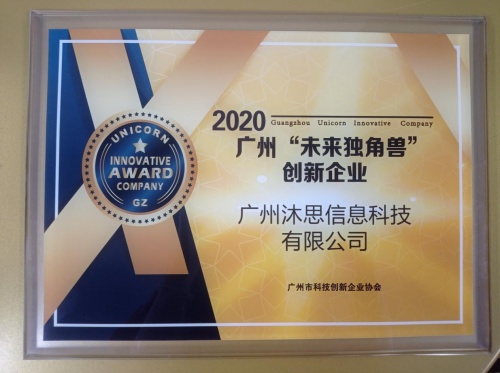 2020 Guangzhou Unicorn Innovative Company
广州“未来独角兽”
创新企业
广州沐思信息科技
有限公司
广州市科技创新企业协会
UNICORN
INNOVATIVE
AWARD
COMPANY
GZ